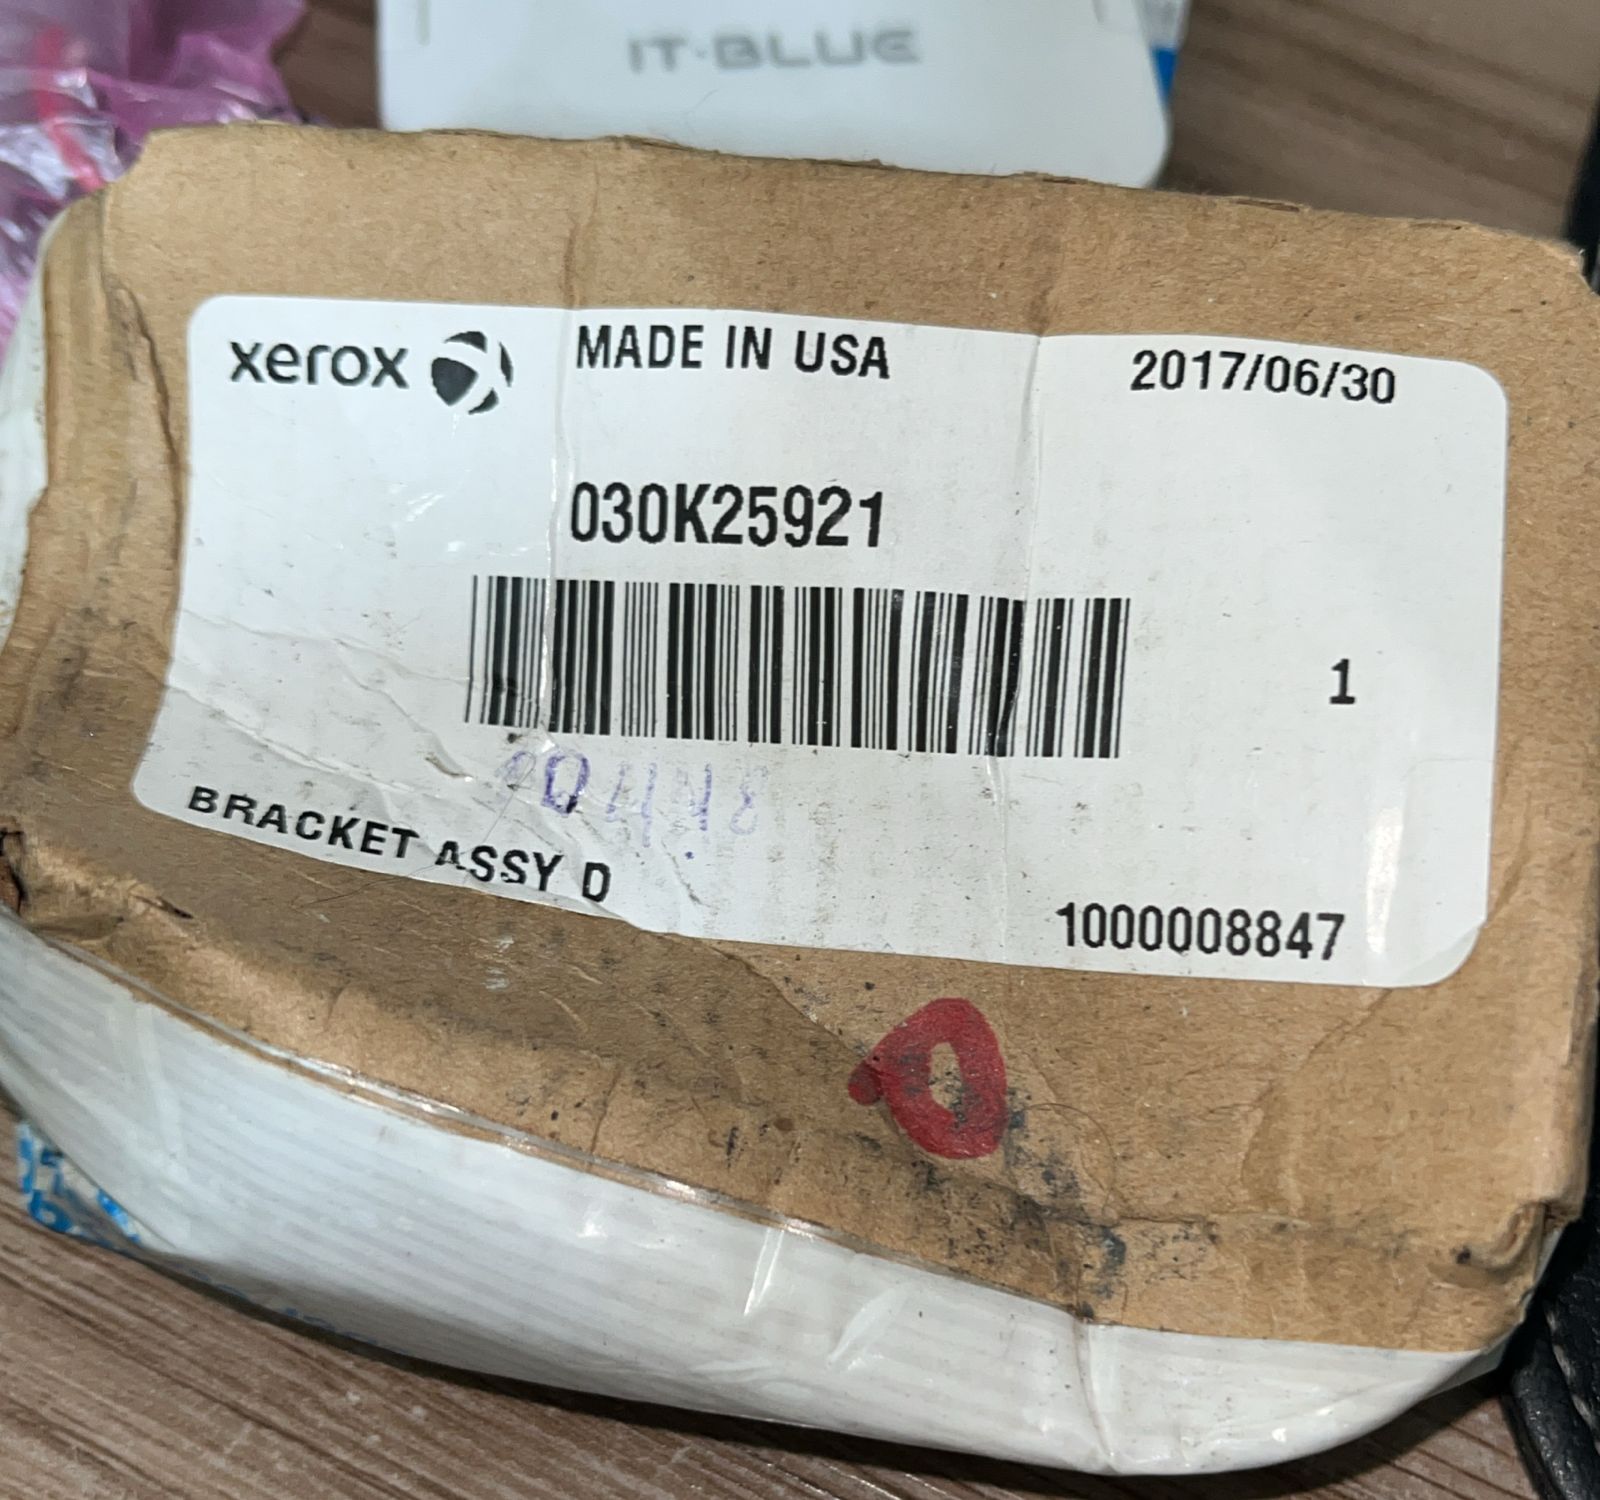 IT·BLUE
xerox MADE IN USA 2017/06/30
030K25921
1
BRACKET ASSY D
1000008847